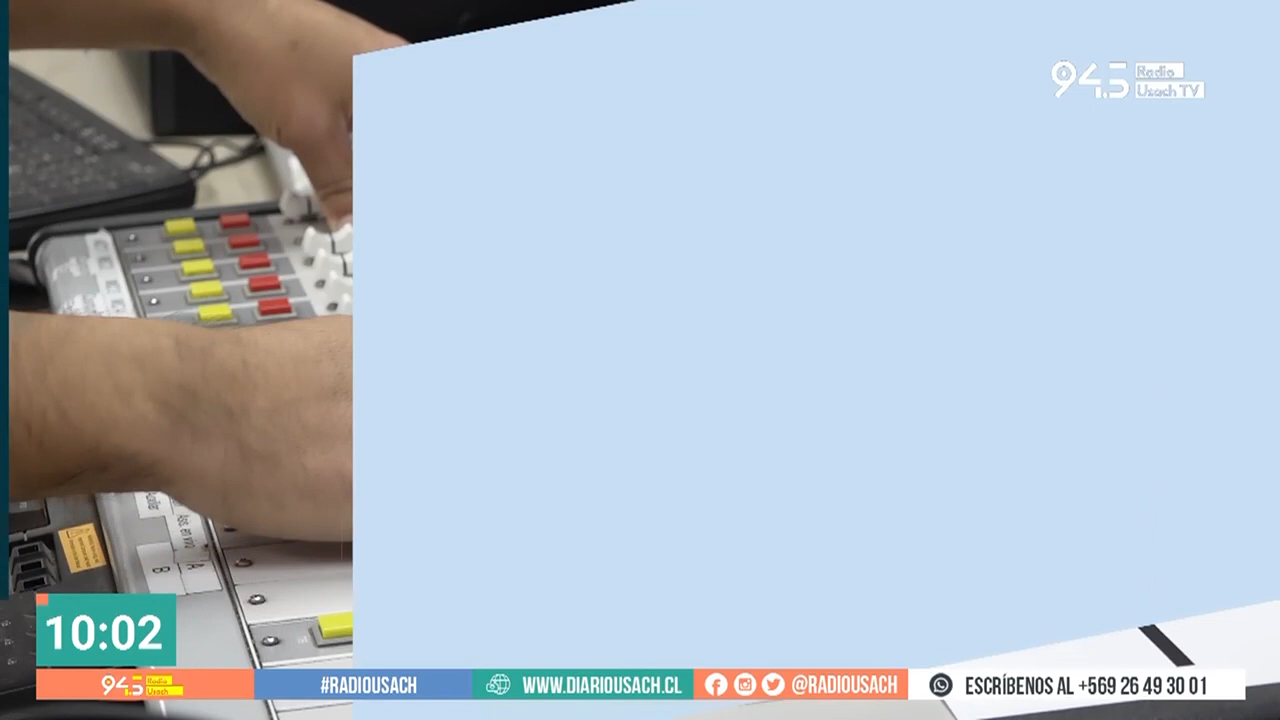 94.5 Radio
Usach TV
A
B
10:02
94.5 Radio
Usach
#RADIOUSACH
WWW.DIARIOUSACH.CL
@RADIOUSACH
ESCRÍBENOS AL +569 26 49 30 01